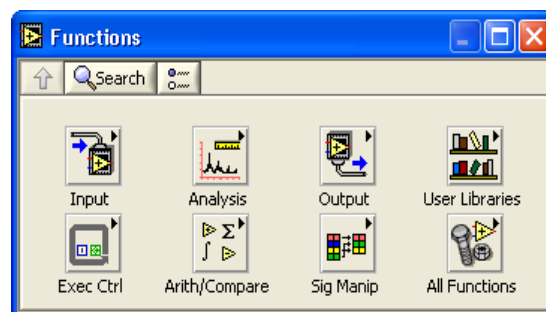 Functions
Search
Input Analysis Output User Libraries
Exec Ctrl Arith/Compare Sig Manip All Functions